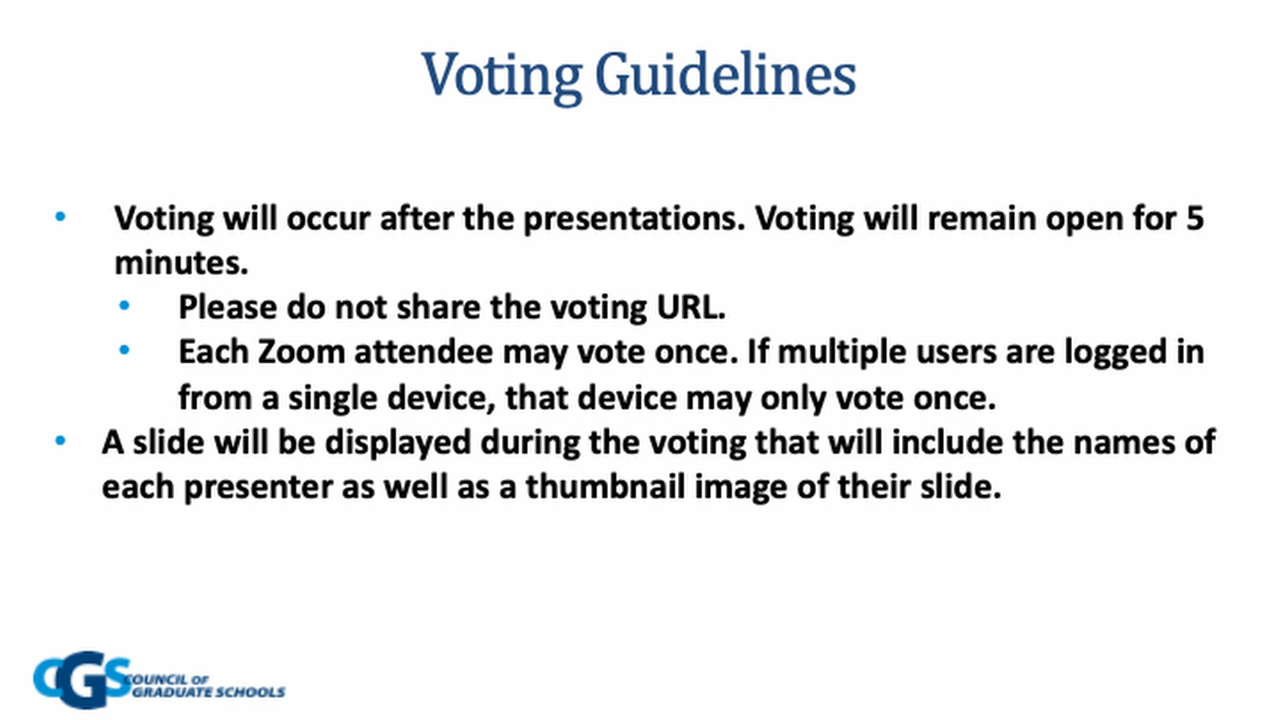 Voting Guidelines
• Voting will occur after the presentations. Voting will remain open for 5
minutes.
• Please do not share the voting URL.
• Each Zoom attendee may vote once. If multiple users are logged in
from a single device, that device may only vote once.
• A slide will be displayed during the voting that will include the names of
each presenter as well as a thumbnail image of their slide.
CGS COUNCIL OF
GRADUATE SCHOOLS